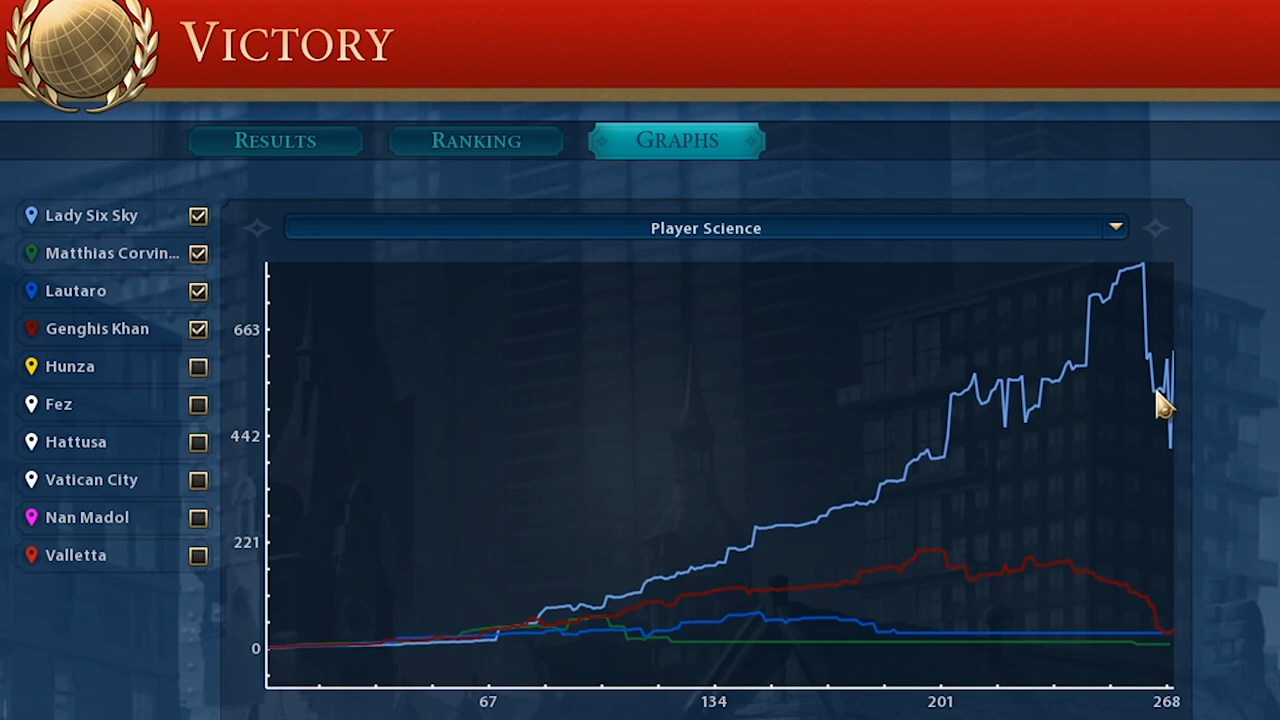 VICTORY
RESULTS RANKING GRAPHS
Lady Six Sky
Matthias Corvin...
Lautaro
Genghis Khan
Hunza
Fez
Hattusa
Vatican City
Nan Madol
Valletta
Player Science
663
442
221
0
67 134 201 268